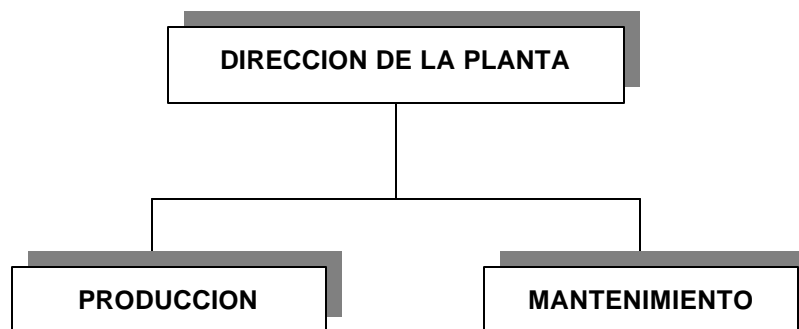 DIRECCION DE LA PLANTA
PRODUCCION
MANTENIMIENTO